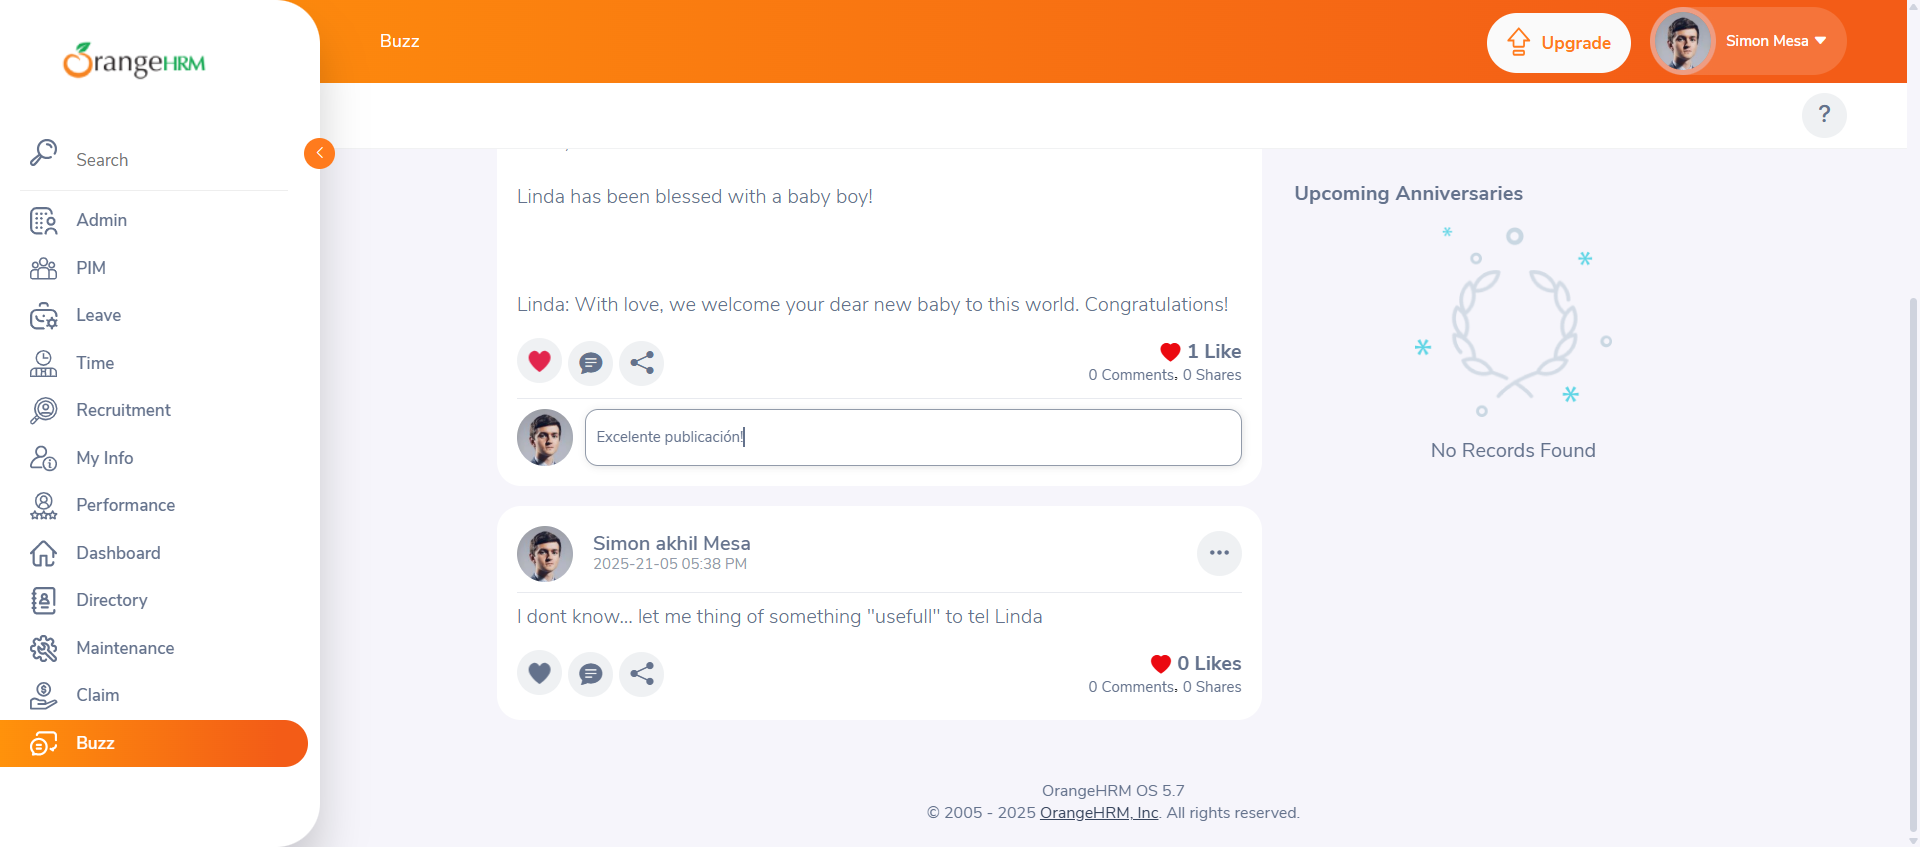 OrangeHRM
Search
Admin
PIM
Leave
Time
Recruitment
My Info
Performance
Dashboard
Directory
Maintenance
Claim
Buzz
Buzz
Upgrade
Simon Mesa
?
Linda has been blessed with a baby boy!
Linda: With love, we welcome your dear new baby to this world. Congratulations!
1 Like
0 Comments, 0 Shares
Excelente publicación!
Simon akhil Mesa
2025-21-05 05:38 PM
I dont know... let me thing of something "usefull" to tel Linda
0 Likes
0 Comments, 0 Shares
Upcoming Anniversaries
No Records Found
OrangeHRM OS 5.7
© 2005 - 2025 OrangeHRM, Inc. All rights reserved.